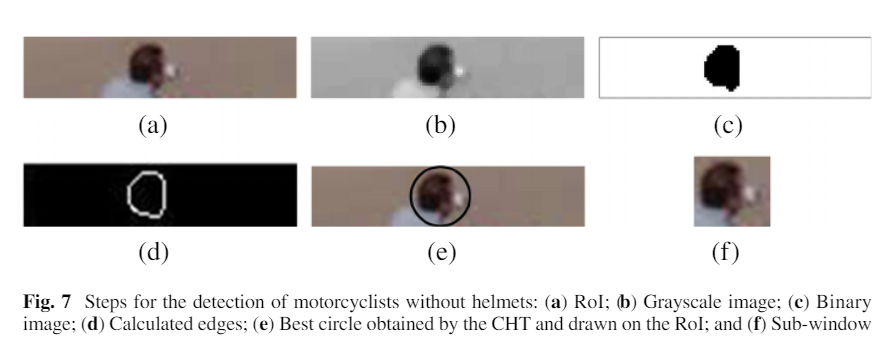 (a)
(b)
(c)
(d)
(e)
(f)
Fig. 7 Steps for the detection of motorcyclists without helmets: (a) RoI; (b) Grayscale image; (c) Binary
image; (d) Calculated edges; (e) Best circle obtained by the CHT and drawn on the RoI; and (f) Sub-window